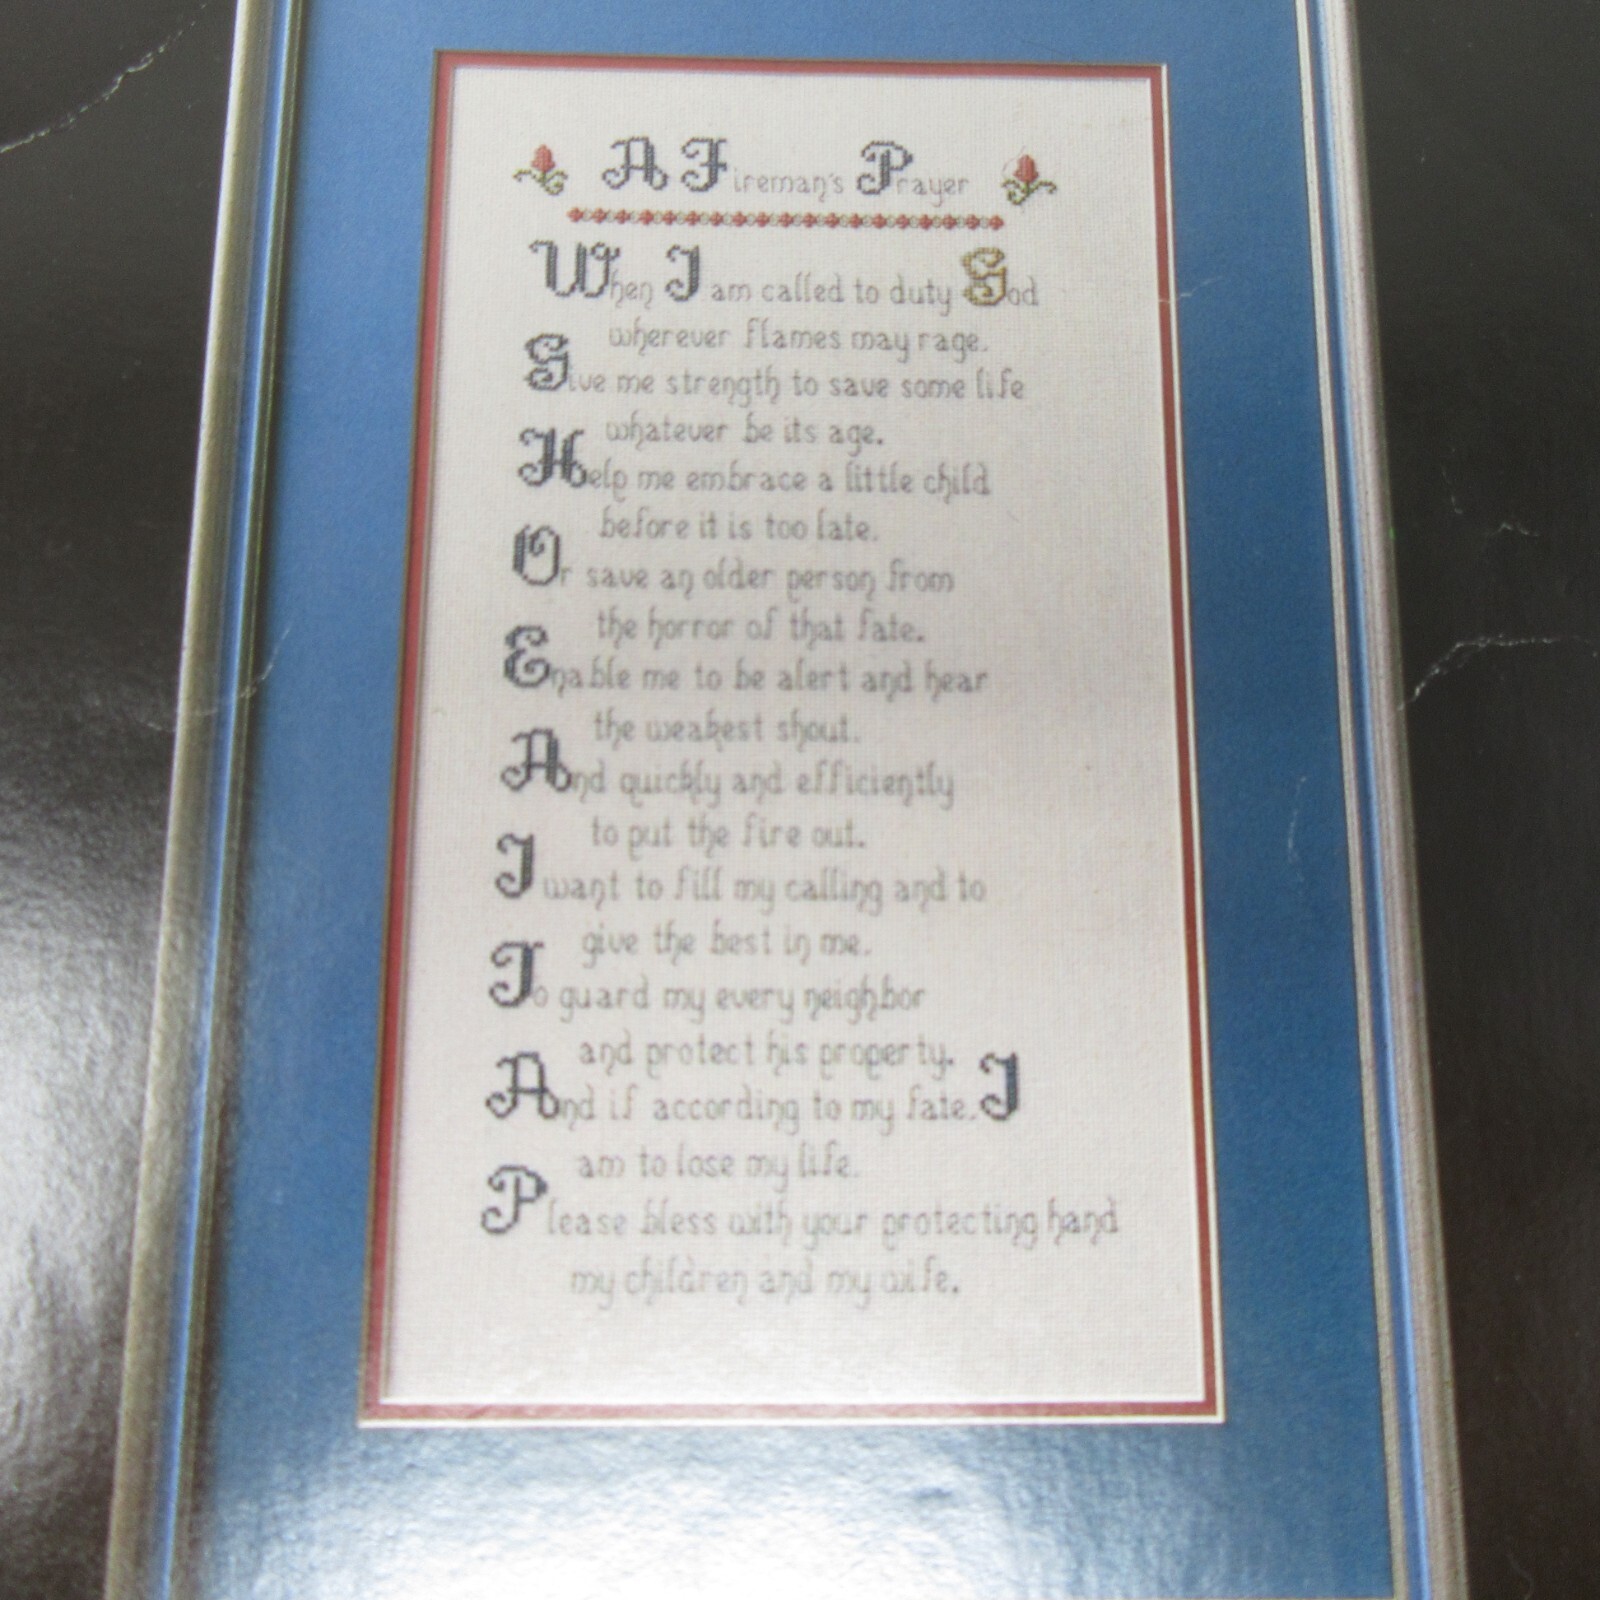 A Fireman's Prayer
When I am called to duty God
wherever flames may rage.
Give me strength to save some life
whatever be its age.
Help me embrace a little child
before it is too late.
Or save an older person from
the horror of that fate.
Enable me to be alert and hear
the weakest shout.
And quickly and efficiently
to put the fire out.
I want to fill my calling and to
give the best in me.
To guard my every neighbor
and protect his property.
And if according to my fate. I
am to lose my life.
Please bless with your protecting hand
my children and my wife.